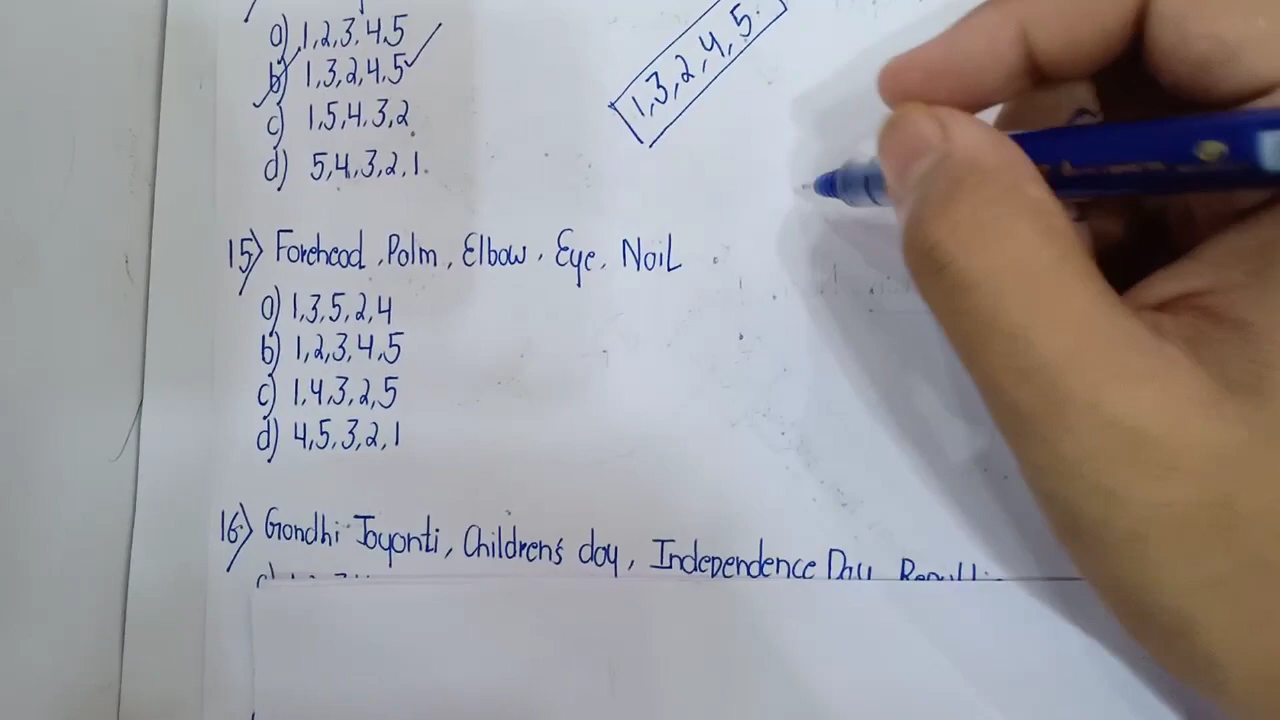 a) 1,2,3,4,5
b) 1,3,2,4,5
c) 1,5,4,3,2
d) 5,4,3,2,1.
1,3,2,4,5
15) Forehead, Palm, Elbow, Eye, Nail
a) 1,3,5,2,4
b) 1,2,3,4,5
c) 1,4,3,2,5
d) 4,5,3,2,1
16) Gandhi Jayanti, Children's day, Independence Day